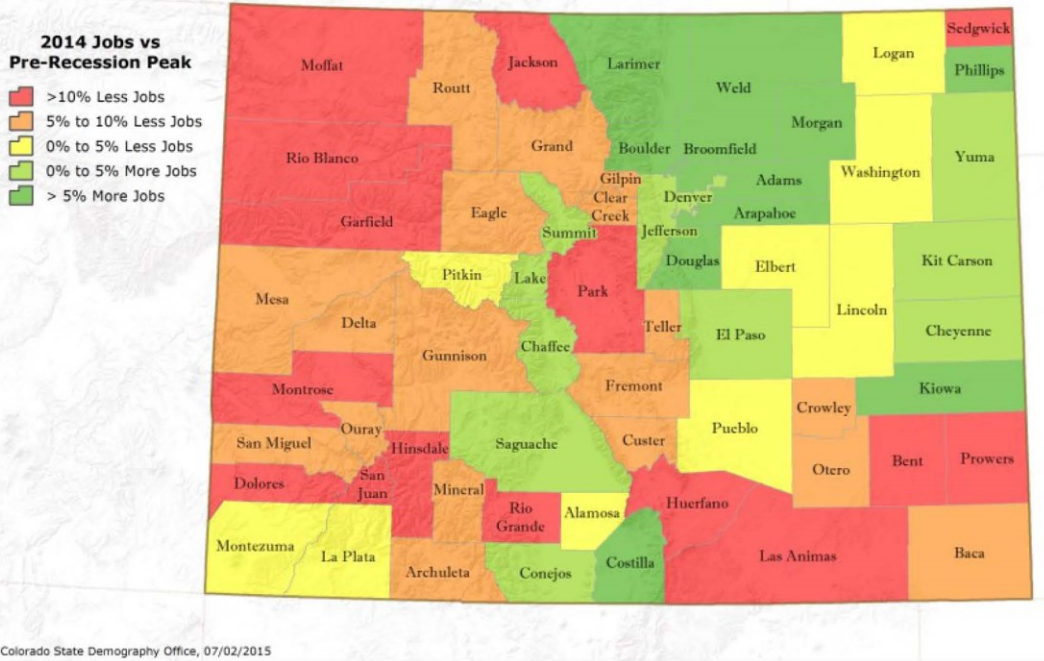 2014 Jobs vs
Pre-Recession Peak
>10% Less Jobs
5% to 10% Less Jobs
0% to 5% Less Jobs
0% to 5% More Jobs
> 5% More Jobs
Moffat
Routt
Jackson
Larimer
Weld
Logan
Sedgwick
Phillips
Morgan
Rio Blanco
Grand
Boulder
Broomfield
Washington
Yuma
Gilpin
Clear
Creek
Denver
Adams
Arapahoe
Garfield
Eagle
Summit
Jefferson
Douglas
Elbert
Kit Carson
Pitkin
Lake
Park
Mesa
Delta
Gunnison
Chaffee
Teller
El Paso
Lincoln
Cheyenne
Montrose
Fremont
Crowley
Kiowa
Ouray
San Miguel
Hinsdale
Saguache
Custer
Pueblo
Otero
Bent
Prowers
Dolores
San
Juan
Mineral
Rio
Grande
Alamosa
Huerfano
Montezuma
La Plata
Archuleta
Conejos
Costilla
Las Animas
Baca
Colorado State Demography Office, 07/02/2015